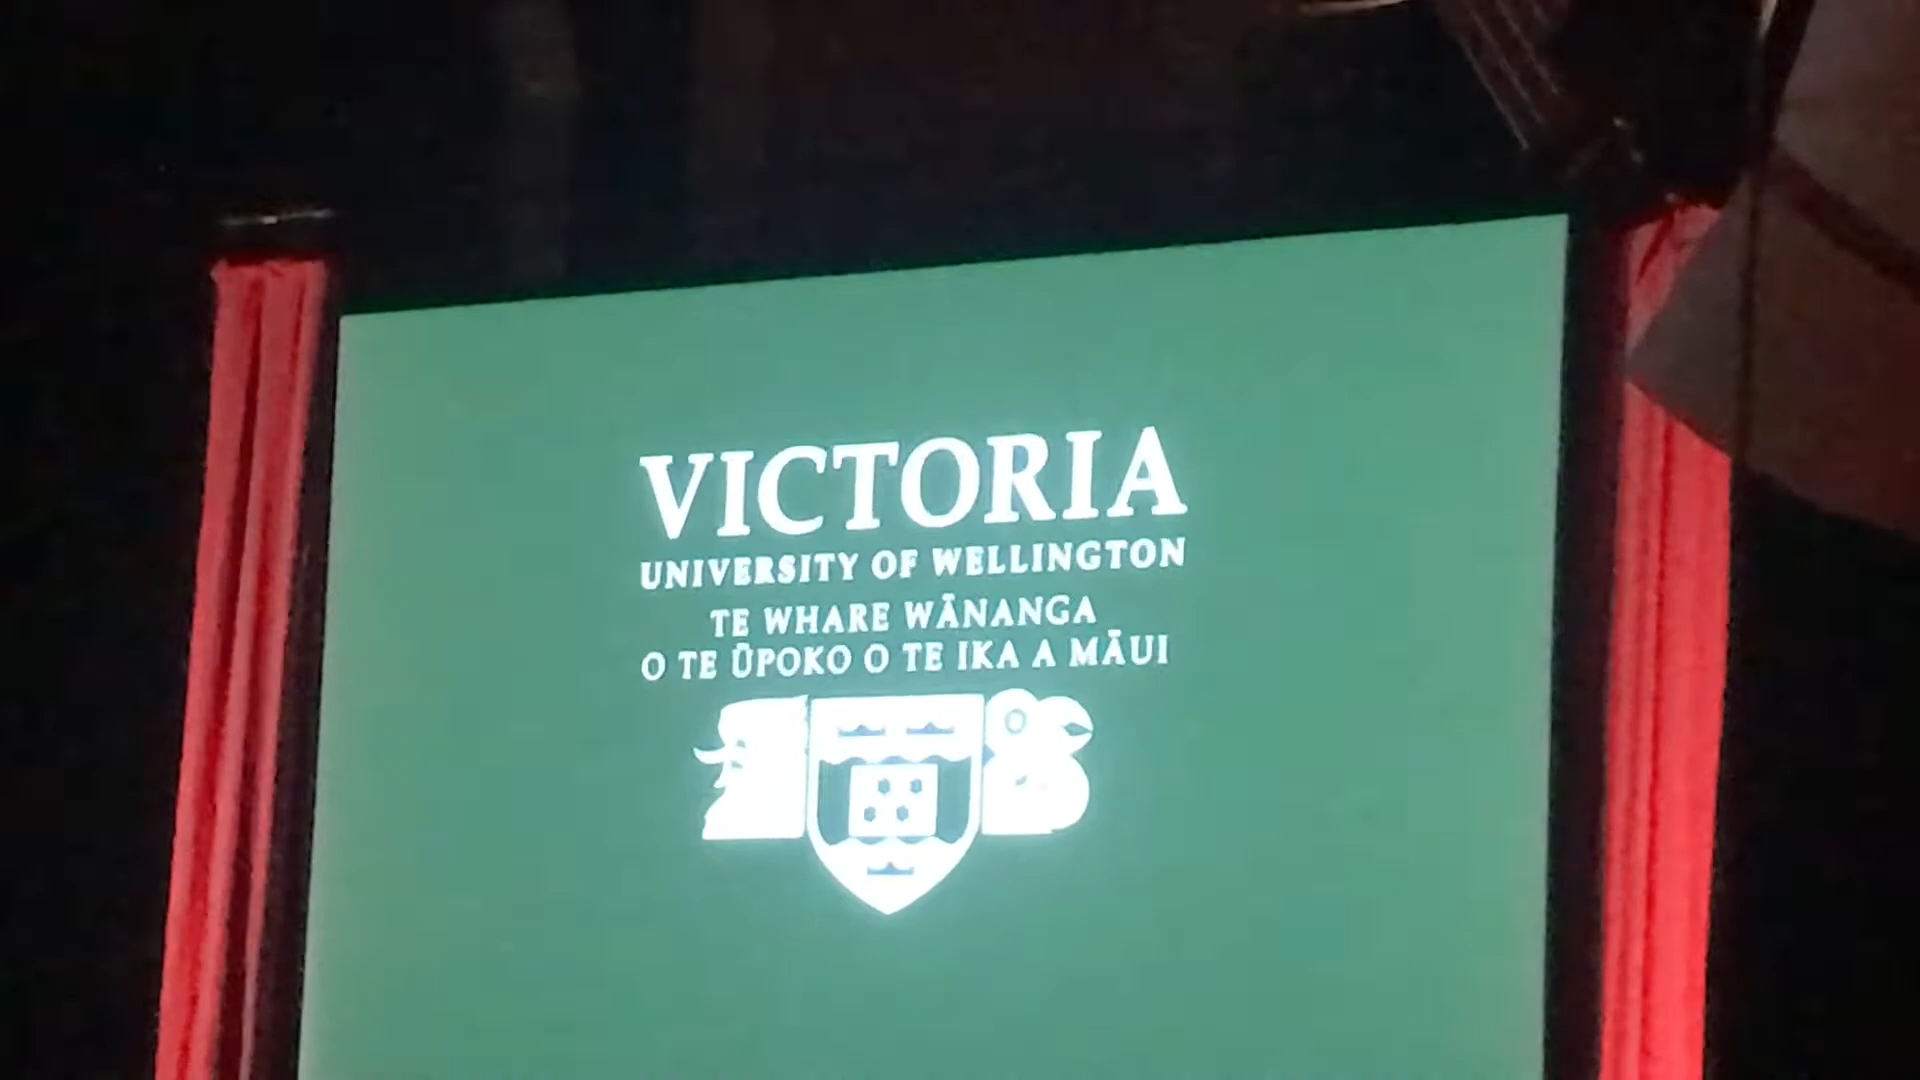 VICTORIA
UNIVERSITY OF WELLINGTON
TE WHARE WĀNANGA
O TE ŪPOKO O TE IKA A MĀUI